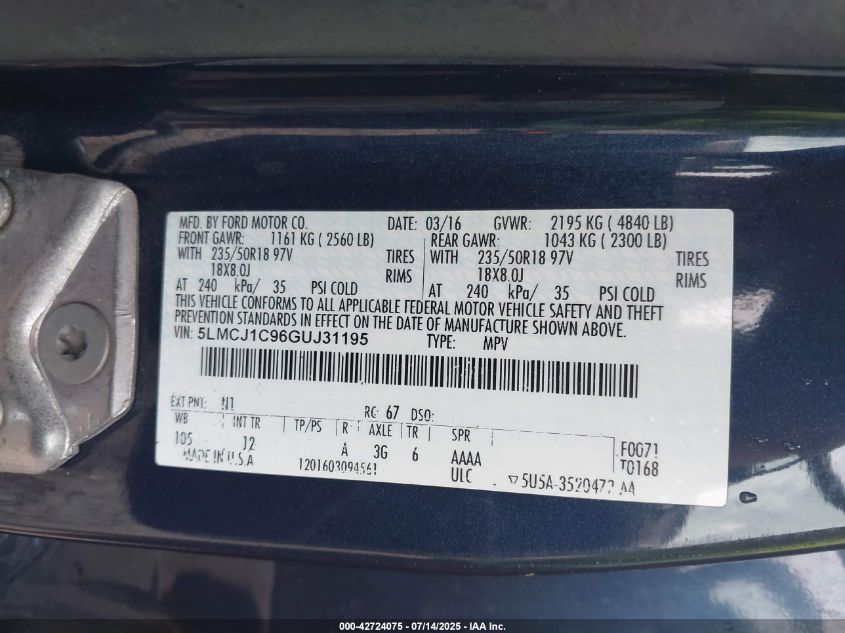 MFD. BY FORD MOTOR CO. DATE: 03/16 GVWR: 2195 KG ( 4840 LB)
FRONT GAWR: 1161 KG ( 2560 LB) REAR GAWR: 1043 KG ( 2300 LB)
WITH 235/50R18 97V TIRES WITH 235/50R18 97V TIRES
18X8.0J RIMS 18X8.0J RIMS
AT 240 kPa/ 35 PSI COLD AT 240 kPa/ 35 PSI COLD
THIS VEHICLE CONFORMS TO ALL APPLICABLE FEDERAL MOTOR VEHICLE SAFETY AND THEFT
PREVENTION STANDARDS IN EFFECT ON THE DATE OF MANUFACTURE SHOWN ABOVE.
VIN: 5LMCJ1C96GUJ31195 TYPE: MPV
EXT PNT: N1 RC: 67 DSO:
WB INT TR TP/PS R AXLE TR SPR
105 J2 A 3G 6 AAAA F0071
MADE IN U.S.A 1201603094561 ULC T0168
5U5A-3520472-AA
000-42724075 - 07/14/2025 - IAA Inc.